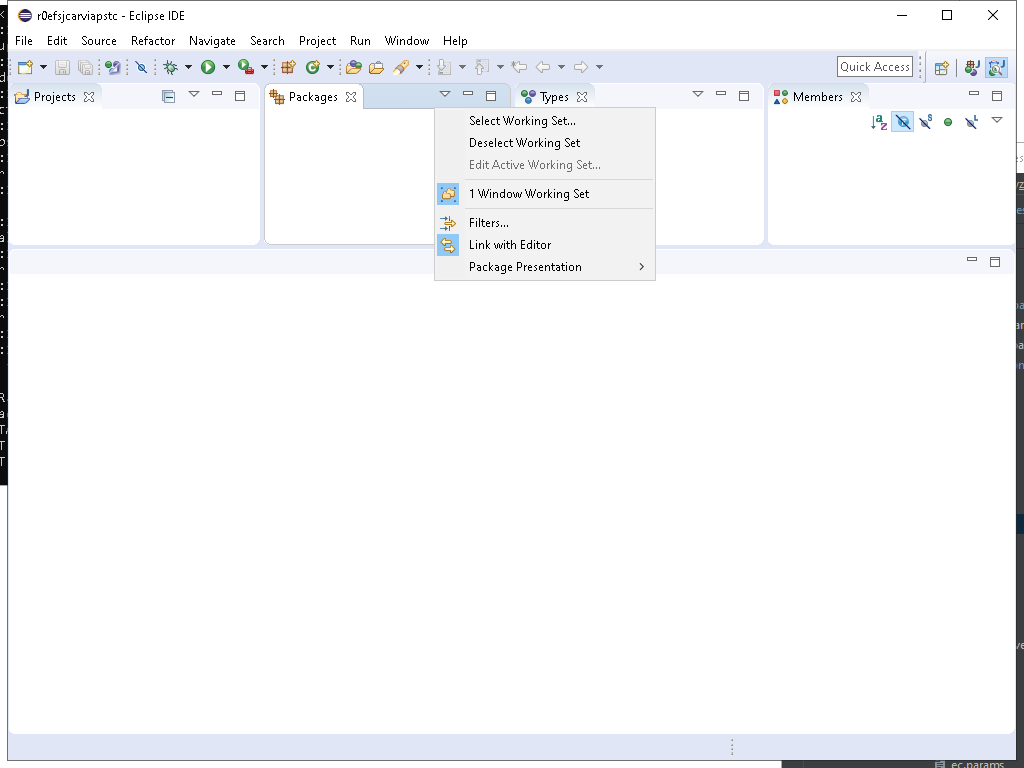 r0efsjcarviapstc - Eclipse IDE
File Edit Source Refactor Navigate Search Project Run Window Help
Quick Access
Projects
Packages
Types
Members
Select Working Set...
Deselect Working Set
Edit Active Working Set...
1 Window Working Set
Filters...
Link with Editor
Package Presentation
ec.params